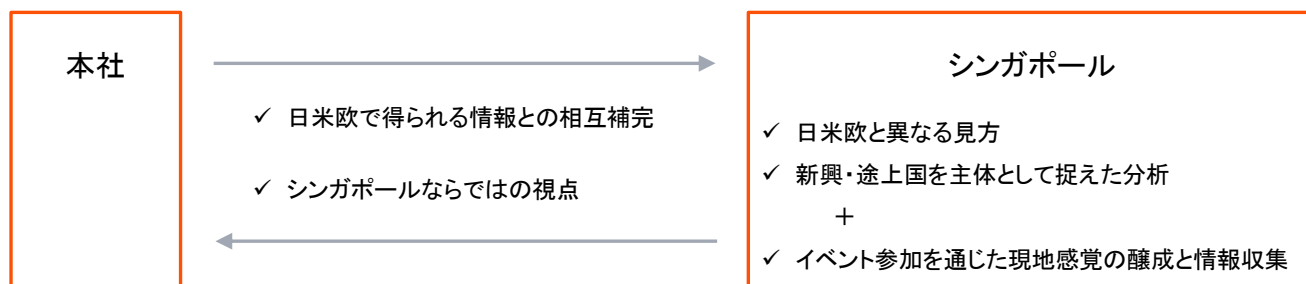 本社
✓ 日米欧で得られる情報との相互補完
✓ シンガポールならではの視点
シンガポール
✓ 日米欧と異なる見方
✓ 新興・途上国を主体として捉えた分析
＋
✓ イベント参加を通じた現地感覚の醸成と情報収集